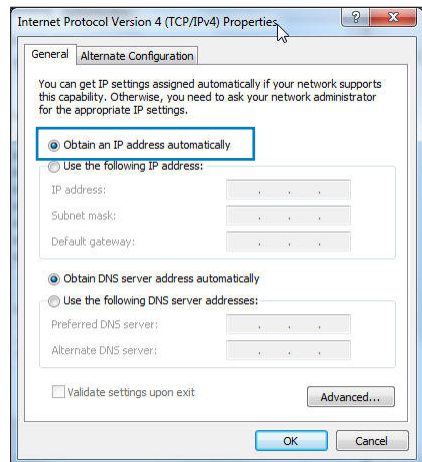 Internet Protocol Version 4 (TCP/IPv4) Properties
General
Alternate Configuration
You can get IP settings assigned automatically if your network supports
this capability. Otherwise, you need to ask your network administrator
for the appropriate IP settings.
Obtain an IP address automatically
Use the following IP address:
IP address:
Subnet mask:
Default gateway:
Obtain DNS server address automatically
Use the following DNS server addresses:
Preferred DNS server:
Alternate DNS server:
Validate settings upon exit
Advanced...
OK
Cancel